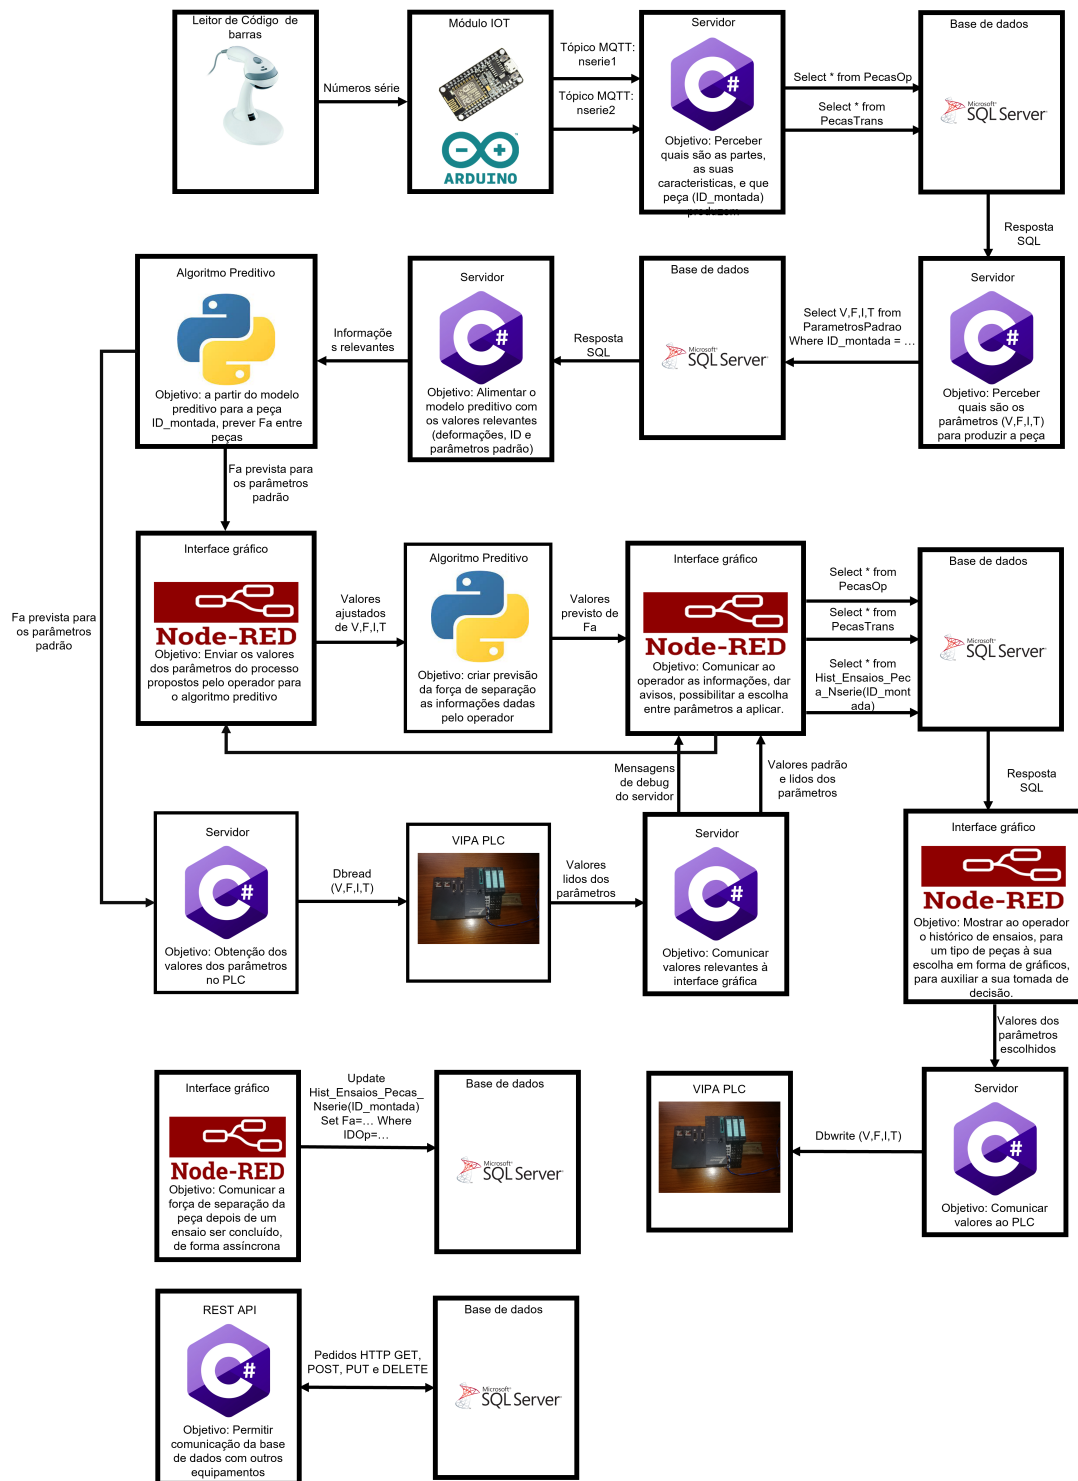 Leitor de Código de
barras
Números série
Módulo IOT
ARDUINO
Tópico MQTT:
nserie1
Tópico MQTT:
nserie2
Servidor
C#
Objetivo: Perceber
quais são as partes,
as suas
caracteristicas, e que
peça (ID_montada)
produzem
Select * from PecasOp
Select * from
PecasTrans
Base de dados
Microsoft
SQL Server
Resposta
SQL
Algoritmo Preditivo
Objetivo: a partir do modelo
preditivo para a peça
ID_montada, prever Fa entre
peças
Informaçõe
s relevantes
Servidor
C#
Objetivo: Alimentar o
modelo preditivo com
os valores relevantes
(deformações, ID e
parâmetros padrão)
Resposta
SQL
Base de dados
Microsoft
SQL Server
Select V,F,I,T from
ParametrosPadrao
Where ID_montada = ...
Servidor
C#
Objetivo: Perceber
quais são os
parâmetros (V,F,I,T)
para produzir a peça
Fa prevista para
os parâmetros
padrão
Fa prevista para
os parâmetros
padrão
Interface gráfico
Node-RED
Objetivo: Enviar os valores
dos parâmetros do processo
propostos pelo operador para
o algoritmo preditivo
Valores
ajustados
de V,F,I,T
Algoritmo Preditivo
Objetivo: criar previsão
da força de separação
as informações dadas
pelo operador
Valores
previsto de
Fa
Interface gráfico
Node-RED
Objetivo: Comunicar ao
operador as informações, dar
avisos, possibilitar a escolha
entre parâmetros a aplicar.
Select * from
PecasOp
Select * from
PecasTrans
Select * from
Hist_Ensaios_Pec
a_Nserie(ID_mont
ada)
Base de dados
Microsoft
SQL Server
Mensagens
de debug
do servidor
Valores padrão
e lidos dos
parâmetros
Resposta
SQL
Servidor
C#
Objetivo: Obtenção dos
valores dos parâmetros
no PLC
Dbread
(V,F,I,T)
VIPA PLC
Valores
lidos dos
parâmetros
Servidor
C#
Objetivo: Comunicar
valores relevantes à
interface gráfica
Interface gráfico
Node-RED
Objetivo: Mostrar ao operador
o histórico de ensaios, para
um tipo de peças à sua
escolha em forma de gráficos,
para auxiliar a sua tomada de
decisão.
Valores dos
parâmetros
escolhidos
Interface gráfico
Node-RED
Objetivo: Comunicar a
força de separação da
peça depois de um
ensaio ser concluído,
de forma assíncrona
Update
Hist_Ensaios_Pecas_
Nserie(ID_montada)
Set Fa=... Where
IDOp=...
Base de dados
Microsoft
SQL Server
VIPA PLC
Dbwrite (V,F,I,T)
Servidor
C#
Objetivo: Comunicar
valores ao PLC
REST API
C#
Objetivo: Permitir
comunicação da base
de dados com outros
equipamentos
Pedidos HTTP GET,
POST, PUT e DELETE
Base de dados
Microsoft
SQL Server